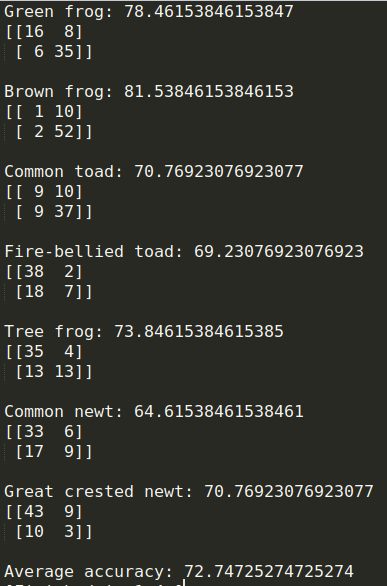 Green frog: 78.46153846153847
[[16  8]
 [ 6 35]]
Brown frog: 81.53846153846153
[[ 1 10]
 [ 2 52]]
Common toad: 70.76923076923077
[[ 9 10]
 [ 9 37]]
Fire-bellied toad: 69.23076923076923
[[38  2]
 [18  7]]
Tree frog: 73.84615384615385
[[35  4]
 [13 13]]
Common newt: 64.61538461538461
[[33  6]
 [17  9]]
Great crested newt: 70.76923076923077
[[43  9]
 [10  3]]
Average accuracy: 72.74725274725274